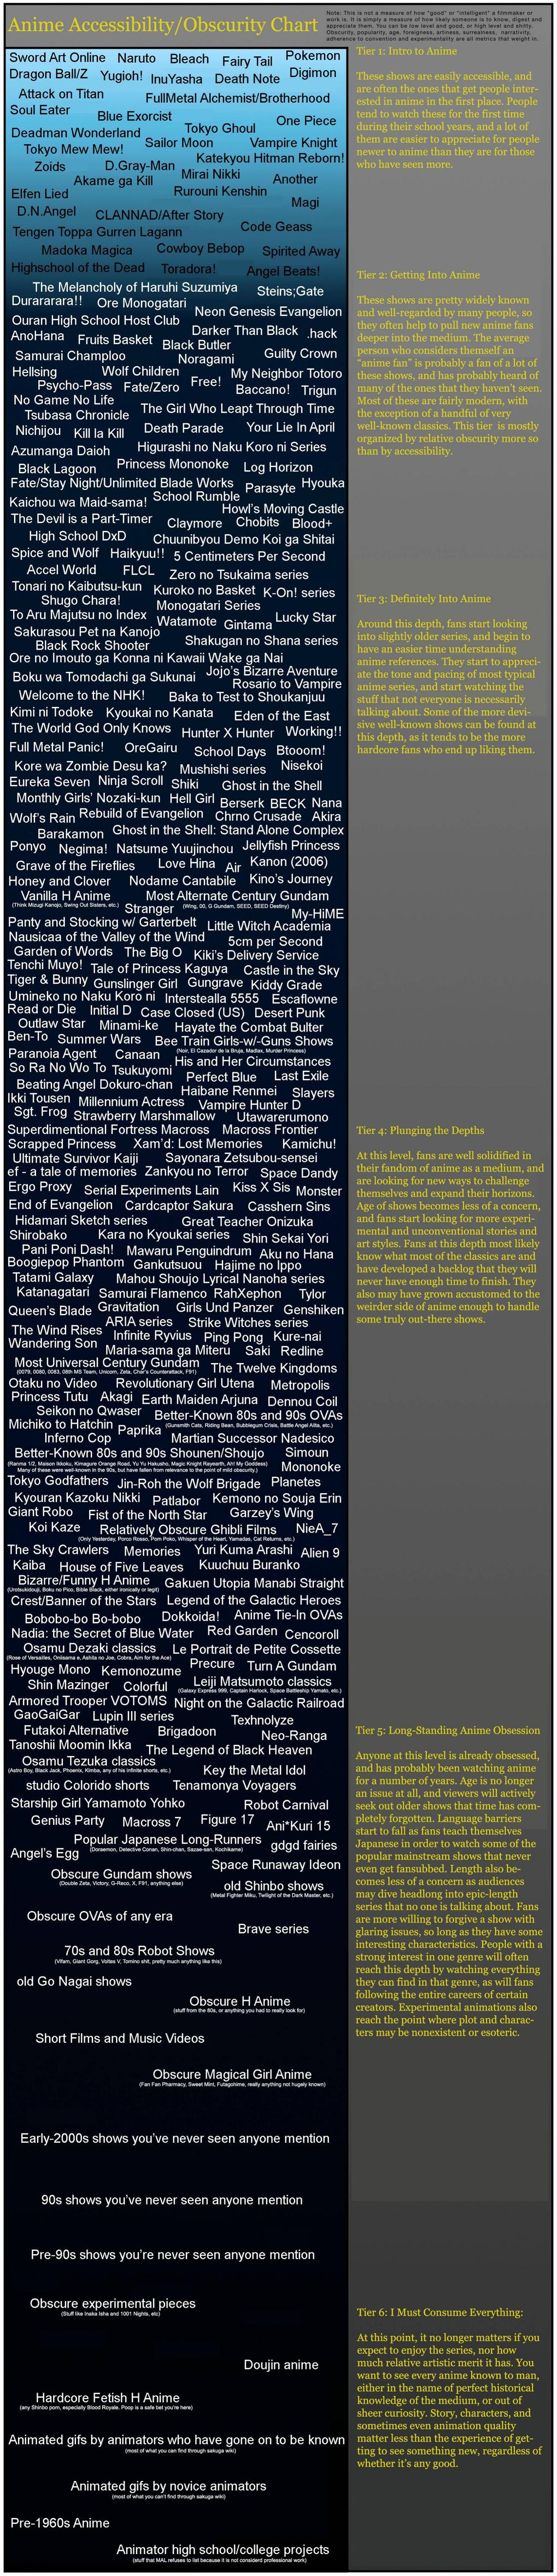 Anime Accessibility/Obscurity Chart
Note: This is not a measure of how "good" or "intelligent" a filmmaker or
work is. It is simply a measure of how likely someone is to know, digest and
appreciate them. You can be low level and good, or high level and shitty.
Obscurity, popularity, age, foreigness, artiness, surrealness, narrativity,
adherence to convention and experimentality are all metrics that weight in.
Sword Art Online Naruto Bleach Fairy Tail Pokemon
Dragon Ball/Z Yugioh! InuYasha Death Note Digimon
Attack on Titan FullMetal Alchemist/Brotherhood
Soul Eater Blue Exorcist One Piece
Deadman Wonderland Tokyo Ghoul
Tokyo Mew Mew! Sailor Moon Vampire Knight
Zoids D.Gray-Man Katekyou Hitman Reborn!
Akame ga Kill Mirai Nikki Another
Elfen Lied Rurouni Kenshin Magi
D.N.Angel CLANNAD/After Story
Tengen Toppa Gurren Lagann Code Geass
Madoka Magica Cowboy Bebop Spirited Away
Highschool of the Dead Toradora! Angel Beats!
The Melancholy of Haruhi Suzumiya Steins;Gate
Durararara!! Ore Monogatari Neon Genesis Evangelion
Ouran High School Host Club
AnoHana Fruits Basket Darker Than Black .hack
Samurai Champloo Black Butler Noragami Guilty Crown
Hellsing Wolf Children My Neighbor Totoro
Psycho-Pass Fate/Zero Free! Baccano! Trigun
No Game No Life
Tsubasa Chronicle The Girl Who Leapt Through Time
Nichijou Kill la Kill Death Parade Your Lie In April
Azumanga Daioh Higurashi no Naku Koro ni Series
Black Lagoon Princess Mononoke Log Horizon
Fate/Stay Night/Unlimited Blade Works Parasyte Hyouka
Kaichou wa Maid-sama! School Rumble
Howl's Moving Castle
The Devil is a Part-Timer Claymore Chobits Blood+
High School DxD Chuunibyou Demo Koi ga Shitai
Spice and Wolf Haikyuu!! 5 Centimeters Per Second
Accel World FLCL Zero no Tsukaima series
Tonari no Kaibutsu-kun Kuroko no Basket K-On! series
Shugo Chara! Monogatari Series
To Aru Majutsu no Index Watamote Gintama Lucky Star
Sakurasou Pet na Kanojo
Black Rock Shooter Shakugan no Shana series
Ore no Imouto ga Konna ni Kawaii Wake ga Nai
Boku wa Tomodachi ga Sukunai Jojo's Bizarre Aventure
Rosario to Vampire
Welcome to the NHK! Baka to Test to Shoukanjuu
Kimi ni Todoke Kyoukai no Kanata Eden of the East
The World God Only Knows Hunter X Hunter Working!!
Full Metal Panic! OreGairu School Days Btooom!
Kore wa Zombie Desu ka? Mushishi series Nisekoi
Eureka Seven Ninja Scroll Shiki Ghost in the Shell
Monthly Girls' Nozaki-kun Hell Girl Berserk BECK Nana
Wolf's Rain Rebuild of Evangelion Chrno Crusade Akira
Barakamon Ghost in the Shell: Stand Alone Complex
Ponyo Negima! Natsume Yuujinchou Jellyfish Princess
Grave of the Fireflies Love Hina Air Kanon (2006)
Honey and Clover Nodame Cantabile Kino's Journey
Vanilla H Anime Most Alternate Century Gundam
(Think Mizugi Kanojo, Swing Out Sisters, etc.) Stranger (Wing, 00, G Gundam, SEED, SEED Destiny)
My-HiME
Panty and Stocking w/ Garterbelt Little Witch Academia
Nausicaa of the Valley of the Wind 5cm per Second
Garden of Words The Big O Kiki's Delivery Service
Tenchi Muyo! Tale of Princess Kaguya Castle in the Sky
Tiger & Bunny Gunslinger Girl Gungrave Kiddy Grade
Umineko no Naku Koro ni Interstealla 5555 Escaflowne
Read or Die Initial D Case Closed (US) Desert Punk
Outlaw Star Minami-ke Hayate the Combat Bulter
Ben-To Summer Wars Bee Train Girls-w/-Guns Shows
(Noir, El Cazador de la Bruja, Madlax, Murder Princess)
Paranoia Agent Canaan His and Her Circumstances
So Ra No Wo To Tsukuyomi Perfect Blue Last Exile
Beating Angel Dokuro-chan Haibane Renmei Slayers
Ikki Tousen Millennium Actress Vampire Hunter D
Sgt. Frog Strawberry Marshmallow Utawarerumono
Superdimentional Fortress Macross Macross Frontier
Scrapped Princess Xam'd: Lost Memories Kamichu!
Ultimate Survivor Kaiji Sayonara Zetsubou-sensei
ef - a tale of memories Zankyou no Terror Space Dandy
Ergo Proxy Serial Experiments Lain Kiss X Sis Monster
End of Evangelion Cardcaptor Sakura Casshern Sins
Hidamari Sketch series Great Teacher Onizuka
Shirobako Kara no Kyoukai series Shin Sekai Yori
Pani Poni Dash! Mawaru Penguindrum Aku no Hana
Boogiepop Phantom Gankutsuou Hajime no Ippo
Tatami Galaxy Mahou Shoujo Lyrical Nanoha series
Katanagatari Samurai Flamenco RahXephon Tylor
Queen's Blade Gravitation Girls Und Panzer Genshiken
The Wind Rises ARIA series Strike Witches series
Wandering Son Infinite Ryvius Ping Pong Kure-nai
Maria-sama ga Miteru Saki Redline
Most Universal Century Gundam The Twelve Kingdoms
(0079, 0080, 0083, 08th MS Team, Unicorn, Zeta, Char's Counterattack, F91)
Otaku no Video Revolutionary Girl Utena Metropolis
Princess Tutu Akagi Earth Maiden Arjuna Dennou Coil
Seikon no Qwaser Better-Known 80s and 90s OVAs
Michiko to Hatchin Paprika (Gunsmith Cats, Riding Bean, Bubblegum Crisis, Battle Angel Alita, etc.)
Inferno Cop Martian Successor Nadesico
Better-Known 80s and 90s Shounen/Shoujo Simoun
(Ranma 1/2, Maison Ikkoku, Kimagure Orange Road, Yu Yu Hakusho, Magic Knight Rayearth, Ah! My Goddess)
Many of these were well-known in the 90s, but have fallen from relevance to the point of mild obscurity.) Mononoke
Tokyo Godfathers Jin-Roh the Wolf Brigade Planetes
Kyouran Kazoku Nikki Patlabor Kemono no Souja Erin
Giant Robo Fist of the North Star Garzey's Wing
Koi Kaze Relatively Obscure Ghibli Films NieA_7
(Only Yesterday, Porco Rosso, Pom Poko, Whisper of the Heart, Yamadas, Cat Returns, etc.)
The Sky Crawlers Memories Yuri Kuma Arashi Alien 9
Kaiba House of Five Leaves Kuuchuu Buranko
Bizarre/Funny H Anime Gakuen Utopia Manabi Straight
(Urotsukidouji, Boku no Pico, Bible Black, either ironically or legit)
Crest/Banner of the Stars Legend of the Galactic Heroes
Bobobo-bo Bo-bobo Dokkoida! Anime Tie-In OVAs
Nadia: the Secret of Blue Water Red Garden Cencoroll
Osamu Dezaki classics Le Portrait de Petite Cossette
(Rose of Versailles, Oniisama e, Ashita no Joe, Cobra, Aim for the Ace)
Hyouge Mono Kemonozume Precure Turn A Gundam
Shin Mazinger Colorful Leiji Matsumoto classics
(Galaxy Express 999, Captain Harlock, Space Battleship Yamato, etc.)
Armored Trooper VOTOMS Night on the Galactic Railroad
GaoGaiGar Lupin III series Texhnolyze
Futakoi Alternative Brigadoon Neo-Ranga
Tanoshii Moomin Ikka The Legend of Black Heaven
Osamu Tezuka classics Key the Metal Idol
(Astro Boy, Black Jack, Phoenix, Kimba, any of his infinite shorts, etc.)
studio Colorido shorts Tenamonya Voyagers
Starship Girl Yamamoto Yohko Robot Carnival
Genius Party Macross 7 Figure 17 Ani*Kuri 15
Popular Japanese Long-Runners gdgd fairies
Angel's Egg (Doraemon, Detective Conan, Shin-chan, Sazae-san, Kochikame)
Space Runaway Ideon
Obscure Gundam shows
(Double Zeta, Victory, G-Reco, X, F91, anything else) old Shinbo shows
(Metal Fighter Miku, Twilight of the Dark Master, etc.)
Obscure OVAs of any era
Brave series
70s and 80s Robot Shows
(Vifam, Giant Gorg, Voltes V, Tomino shit, pretty much anything like this)
old Go Nagai shows
Obscure H Anime
(stuff from the 80s, or anything you had to really look for)
Short Films and Music Videos
Obscure Magical Girl Anime
(Fan Fan Pharmacy, Sweet Mint, Futagohime, really anything not hugely known)
Early-2000s shows you've never seen anyone mention
90s shows you've never seen anyone mention
Pre-90s shows you're never seen anyone mention
Obscure experimental pieces
(Stuff like Inaka Isha and 1001 Nights, etc)
Doujin anime
Hardcore Fetish H Anime
(any Shinbo porn, especially Blood Royale. Poop is a safe bet you're here)
Animated gifs by animators who have gone on to be known
(most of what you can find through sakuga wiki)
Animated gifs by novice animators
(most of what you can't find through sakuga wiki)
Pre-1960s Anime
Animator high school/college projects
(stuff that MAL refuses to list because it is not considerd professional work)
Tier 1: Intro to Anime
These shows are easily accessible, and
are often the ones that get people inter-
ested in anime in the first place. People
tend to watch these for the first time
during their school years, and a lot of
them are easier to appreciate for people
newer to anime than they are for those
who have seen more.
Tier 2: Getting Into Anime
These shows are pretty widely known
and well-regarded by many people, so
they often help to pull new anime fans
deeper into the medium. The average
person who considers themself an
"anime fan" is probably a fan of a lot of
these shows, and has probably heard of
many of the ones that they haven't seen.
Most of these are fairly modern, with
the exception of a handful of very
well-known classics. This tier is mostly
organized by relative obscurity more so
than by accessibility.
Tier 3: Definitely Into Anime
Around this depth, fans start looking
into slightly older series, and begin to
have an easier time understanding
anime references. They start to appreci-
ate the tone and pacing of most typical
anime series, and start watching the
stuff that not everyone is necessarily
talking about. Some of the more devi-
sive well-known shows can be found at
this depth, as it tends to be the more
hardcore fans who end up liking them.
Tier 4: Plunging the Depths
At this level, fans are well solidified in
their fandom of anime as a medium, and
are looking for new ways to challenge
themselves and expand their horizons.
Age of shows becomes less of a concern,
and fans start looking for more experi-
mental and unconventional stories and
art styles. Fans at this depth most likely
know what most of the classics are and
have developed a backlog that they will
never have enough time to finish. They
also may have grown accustomed to the
weirder side of anime enough to handle
some truly out-there shows.
Tier 5: Long-Standing Anime Obsession
Anyone at this level is already obsessed,
and has probably been watching anime
for a number of years. Age is no longer
an issue at all, and viewers will actively
seek out older shows that time has com-
pletely forgotten. Language barriers
start to fall as fans teach themselves
Japanese in order to watch some of the
popular mainstream shows that never
even get fansubbed. Length also be-
comes less of a concern as audiences
may dive headlong into epic-length
series that no one is talking about. Fans
are more willing to forgive a show with
glaring issues, so long as they have some
interesting characteristics. People with a
strong interest in one genre will often
reach this depth by watching everything
they can find in that genre, as will fans
following the entire careers of certain
creators. Experimental animations also
reach the point where plot and charac-
ters may be nonexistent or esoteric.
Tier 6: I Must Consume Everything:
At this point, it no longer matters if you
expect to enjoy the series, nor how
much relative artistic merit it has. You
want to see every anime known to man,
either in the name of perfect historical
knowledge of the medium, or out of
sheer curiosity. Story, characters, and
sometimes even animation quality
matter less than the experience of get-
ting to see something new, regardless of
whether it's any good.